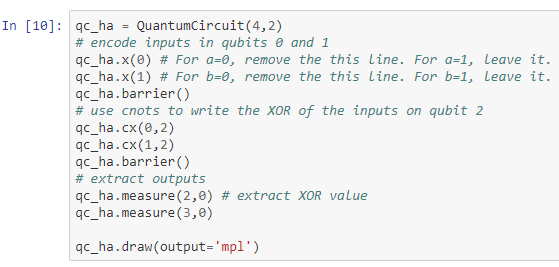 In [10]: qc_ha = QuantumCircuit(4,2)
# encode inputs in qubits 0 and 1
qc_ha.x(0) # For a=0, remove the this line. For a=1, leave it.
qc_ha.x(1) # For b=0, remove the this line. For b=1, leave it.
qc_ha.barrier()
# use cnots to write the XOR of the inputs on qubit 2
qc_ha.cx(0,2)
qc_ha.cx(1,2)
qc_ha.barrier()
# extract outputs
qc_ha.measure(2,0) # extract XOR value
qc_ha.measure(3,0)
qc_ha.draw(output='mpl')